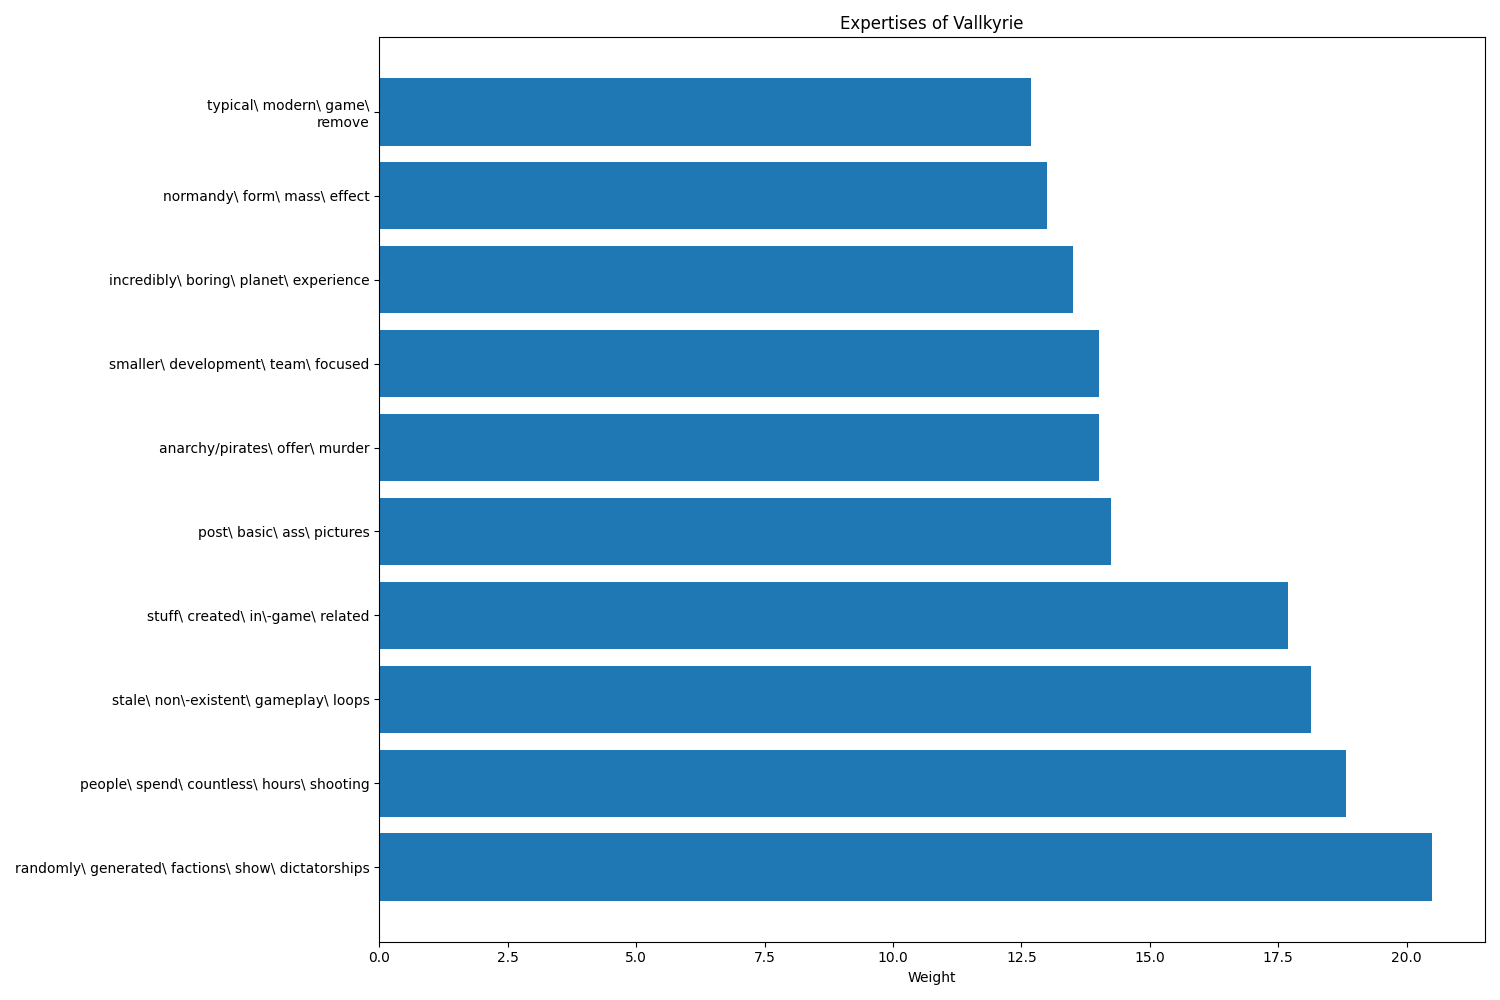 Expertises of Vallkyrie
typical\ modern\ game\
remove
normandy\ form\ mass\ effect
incredibly\ boring\ planet\ experience
smaller\ development\ team\ focused
anarchy/pirates\ offer\ murder
post\ basic\ ass\ pictures
stuff\ created\ in\-game\ related
stale\ non\-existent\ gameplay\ loops
people\ spend\ countless\ hours\ shooting
randomly\ generated\ factions\ show\ dictatorships
0.0 2.5 5.0 7.5 10.0 12.5 15.0 17.5 20.0
Weight